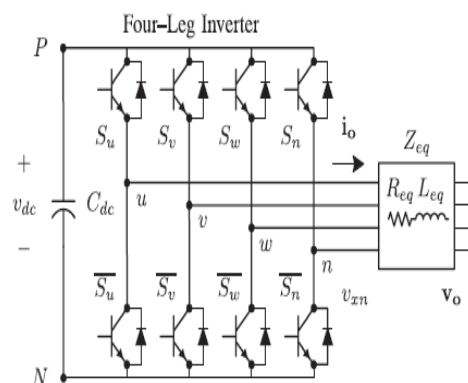 Four–Leg Inverter
P
S_u S_v S_w S_n
i_o
Z_eq
R_eq L_eq
+
v_dc
−
C_dc
u
v
w
n
S̅_u S̅_v S̅_w S̅_n
v_xn
v_o
N